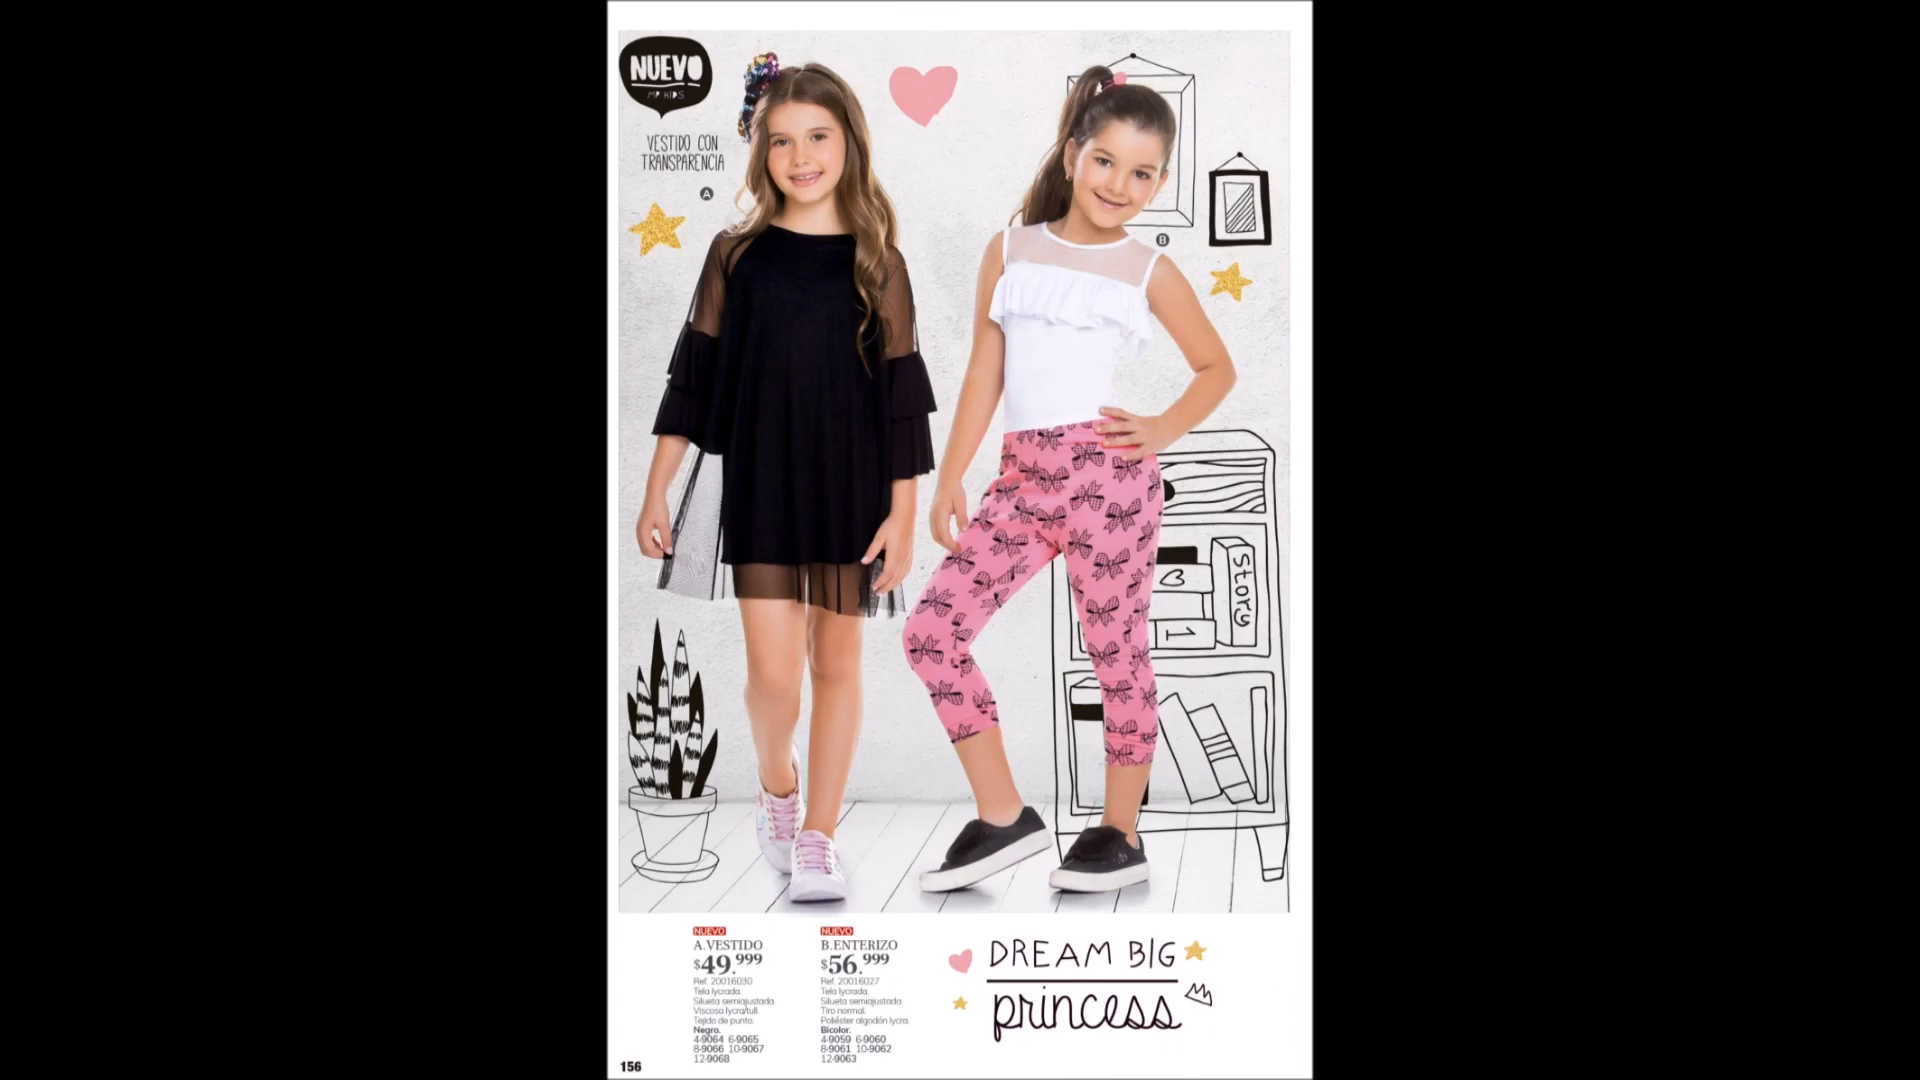 NUEVO
MP KIDS
VESTIDO CON
TRANSPARENCIA
A
B
Story
1
NUEVO
A.VESTIDO
$49.999
Ref. 20016030
Tela lycrada.
Silueta semiajustada.
Viscosa lycra/tull.
Tejido de punto.
Negro.
4-9064 6-9065
8-9066 10-9067
12-9068
NUEVO
B.ENTERIZO
$56.999
Ref. 20016027
Tela lycrada.
Silueta semiajustada.
Tiro normal.
Poliéster algodón lycra.
Bicolor.
4-9059 6-9060
8-9061 10-9062
12-9063
DREAM BIG
princess
156